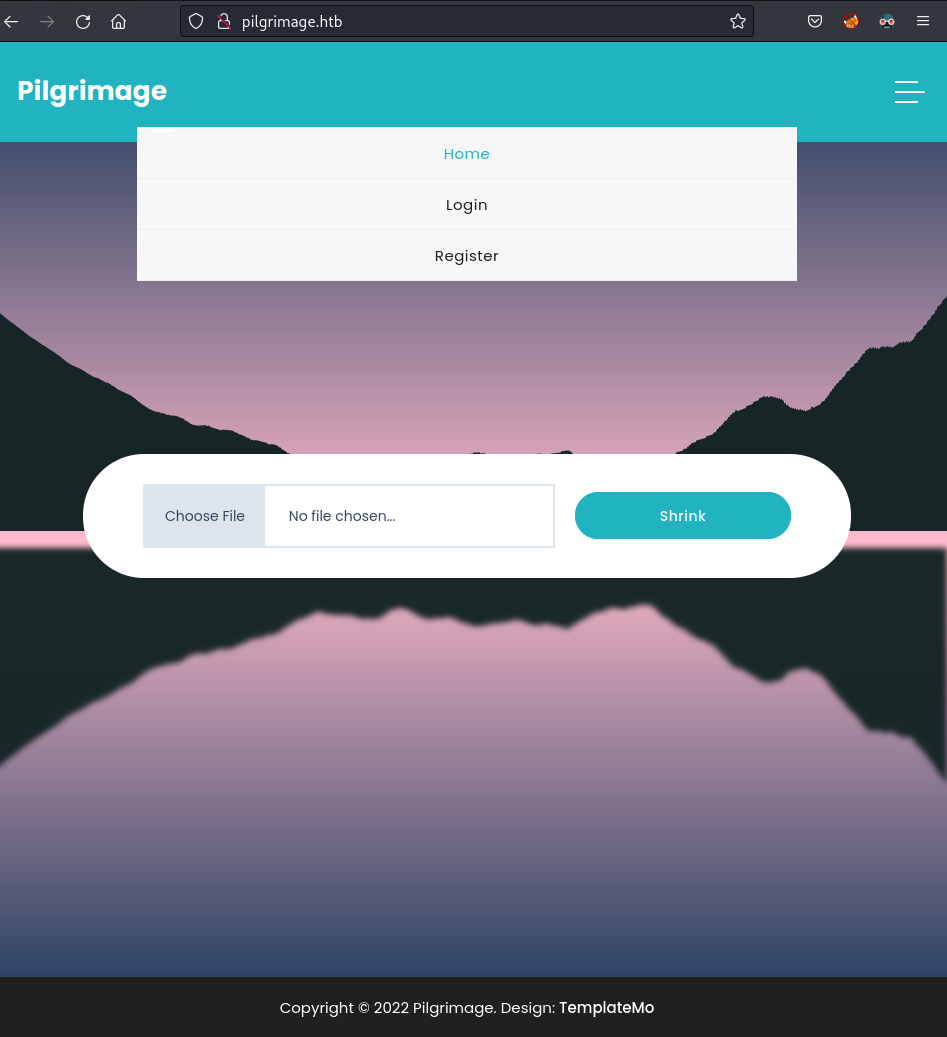 pilgrimage.htb
Pilgrimage
Home
Login
Register
Choose File No file chosen... Shrink
Copyright © 2022 Pilgrimage. Design: TemplateMo